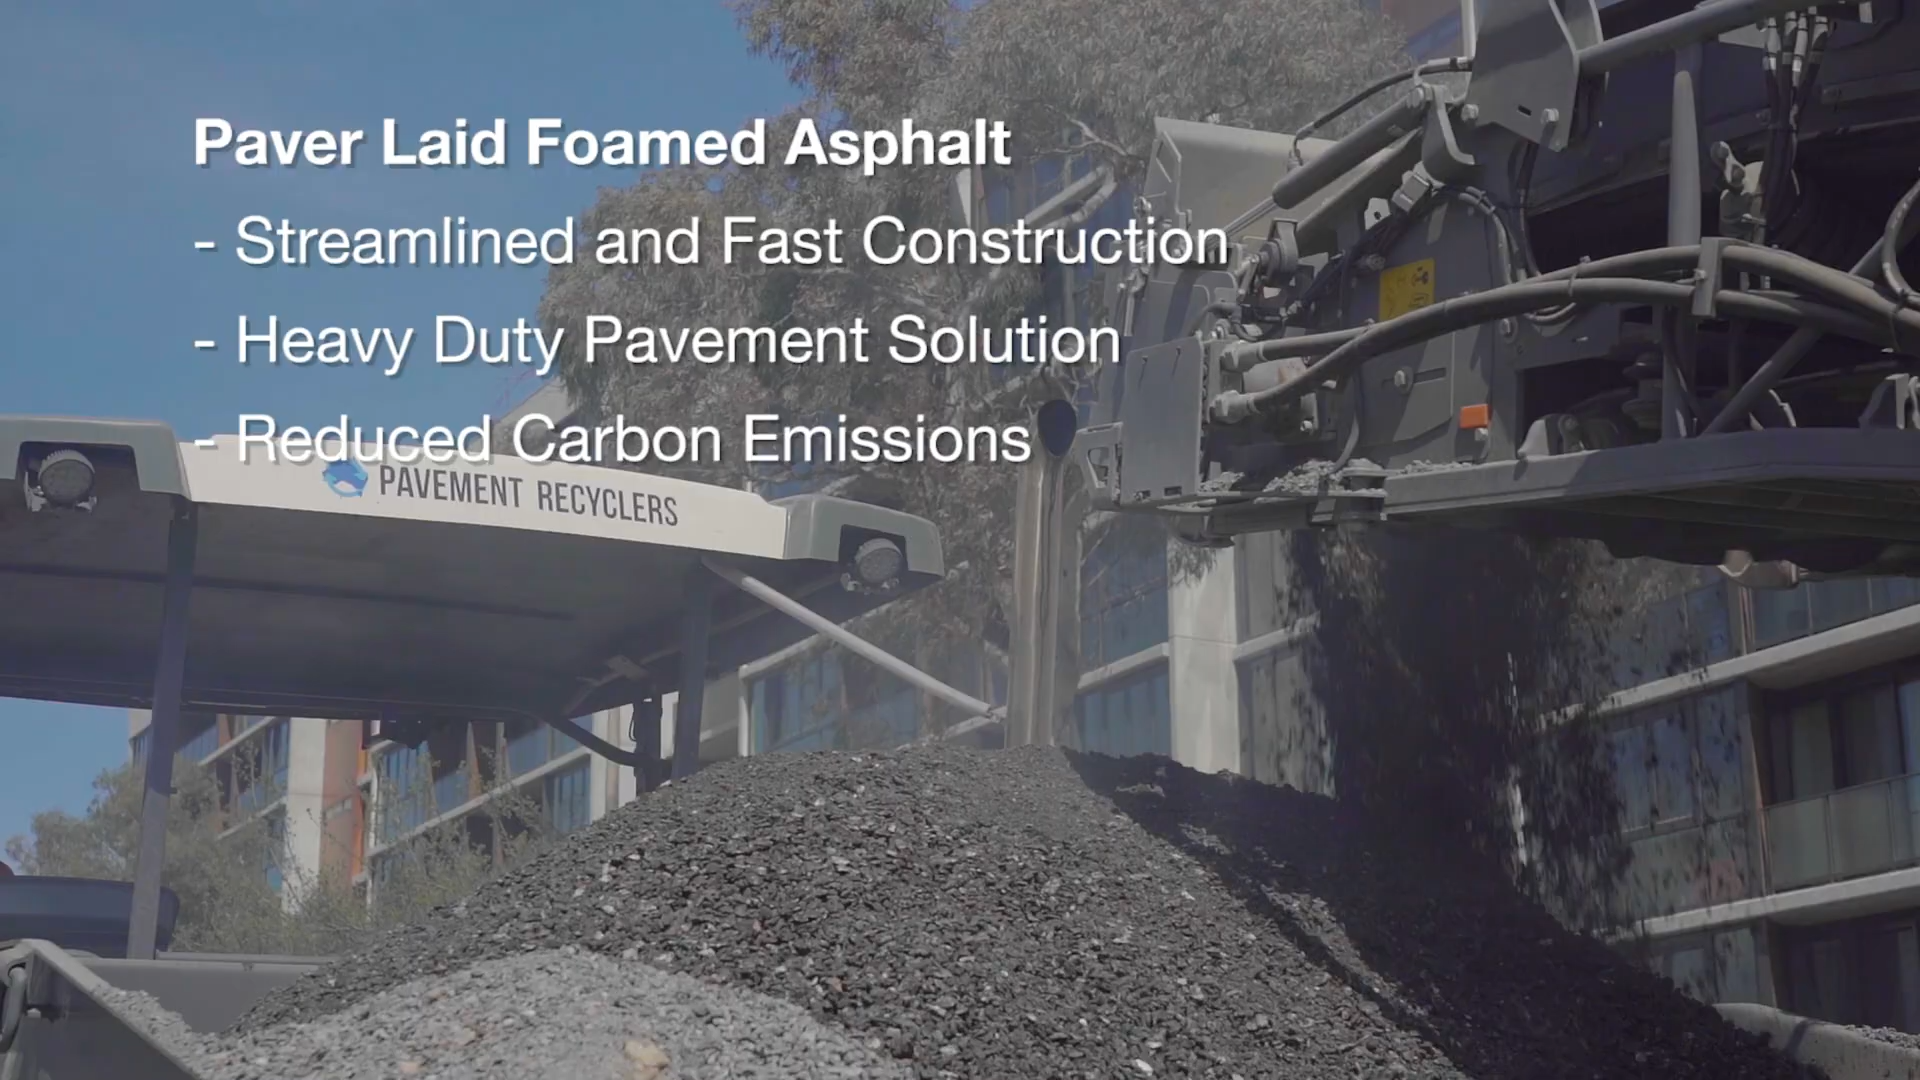 Paver Laid Foamed Asphalt
- Streamlined and Fast Construction
- Heavy Duty Pavement Solution
- Reduced Carbon Emissions
PAVEMENT RECYCLERS